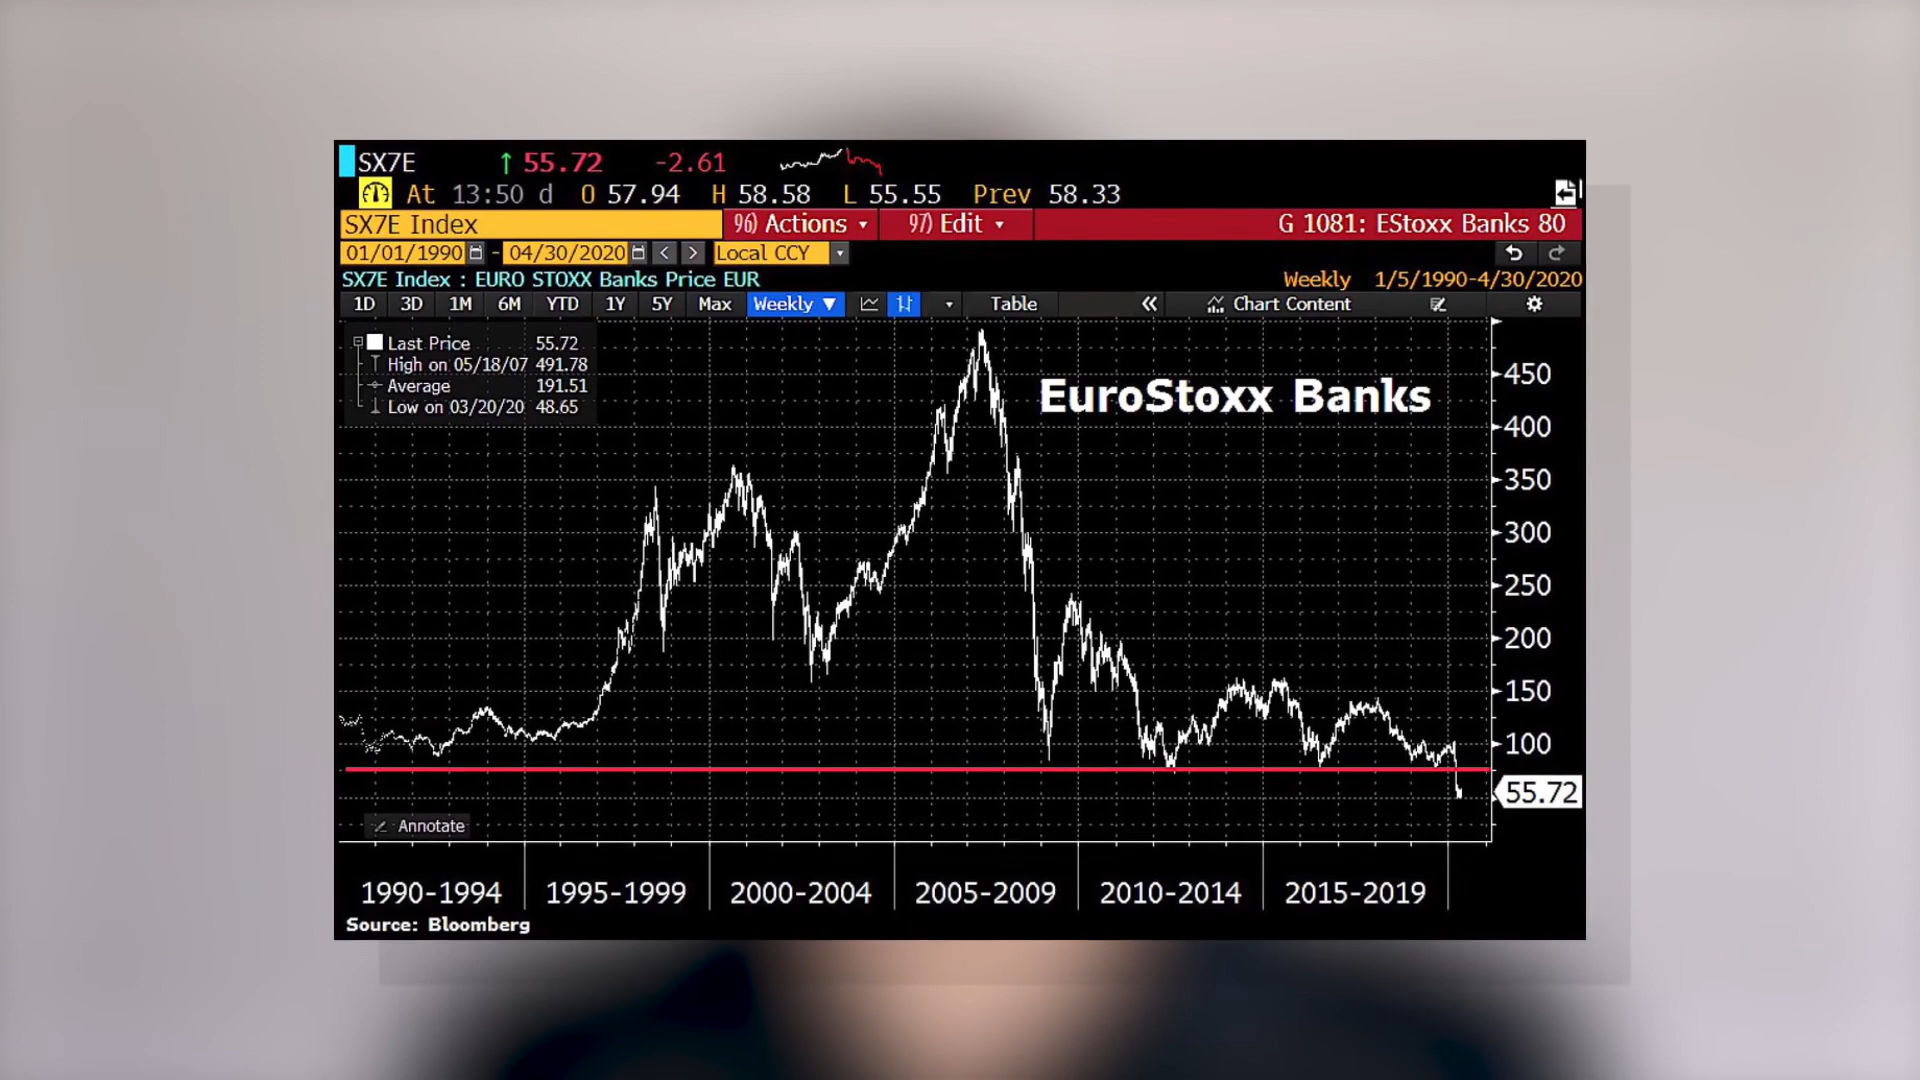 SX7E ↑ 55.72 -2.61
At 13:50 d O 57.94 H 58.58 L 55.55 Prev 58.33
SX7E Index 96) Actions 97) Edit G 1081: EStoxx Banks 80
01/01/1990 - 04/30/2020 < > Local CCY
SX7E Index : EURO STOXX Banks Price EUR Weekly 1/5/1990-4/30/2020
1D 3D 1M 6M YTD 1Y 5Y Max Weekly ▼ Table « Chart Content
Last Price 55.72
High on 05/18/07 491.78
Average 191.51
Low on 03/20/20 48.65
EuroStoxx Banks
450
400
350
300
250
200
150
100
55.72
Annotate
1990-1994 1995-1999 2000-2004 2005-2009 2010-2014 2015-2019
Source: Bloomberg